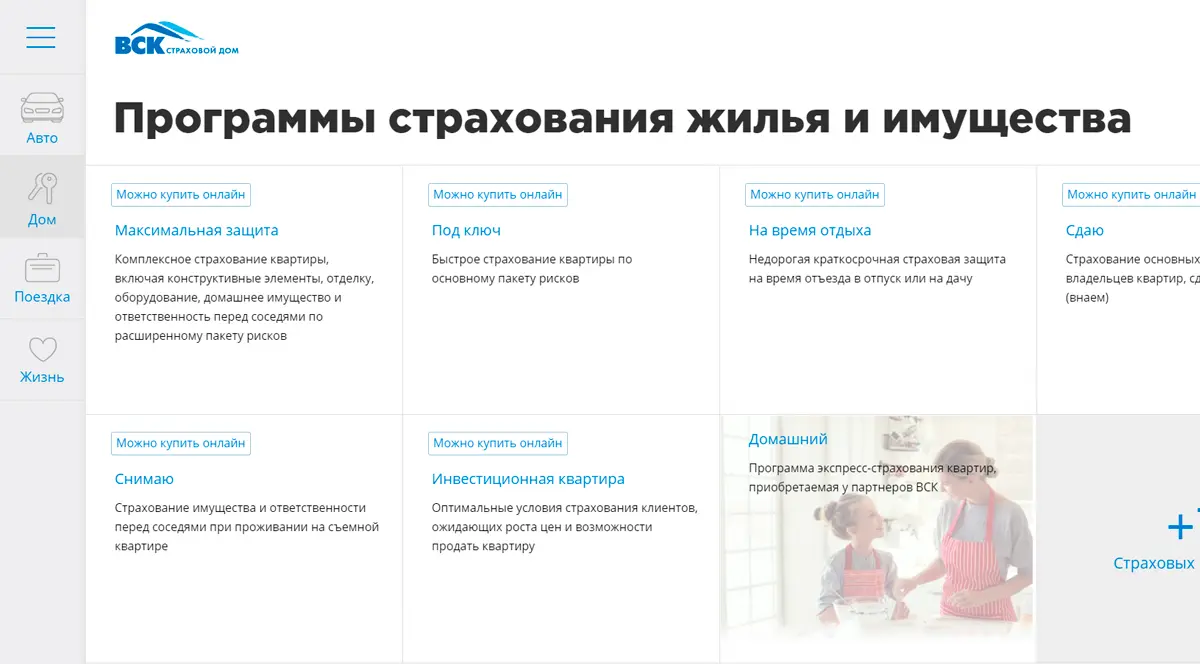 ВСК СТРАХОВОЙ ДОМ
Авто
Дом
Поездка
Жизнь
Программы страхования жилья и имущества
Можно купить онлайн
Максимальная защита
Комплексное страхование квартиры,
включая конструктивные элементы, отделку,
оборудование, домашнее имущество и
ответственность перед соседями по
расширенному пакету рисков
Можно купить онлайн
Под ключ
Быстрое страхование квартиры по
основному пакету рисков
Можно купить онлайн
На время отдыха
Недорогая краткосрочная страховая защита
на время отъезда в отпуск или на дачу
Можно купить онлайн
Сдаю
Страхование основных
владельцев квартир, сд
(внаем)
Можно купить онлайн
Снимаю
Страхование имущества и ответственности
перед соседями при проживании на съемной
квартире
Можно купить онлайн
Инвестиционная квартира
Оптимальные условия страхования клиентов,
ожидающих роста цен и возможности
продать квартиру
Домашний
Программа экспресс-страхования квартир,
приобретаемая у партнеров ВСК
+
Страховых